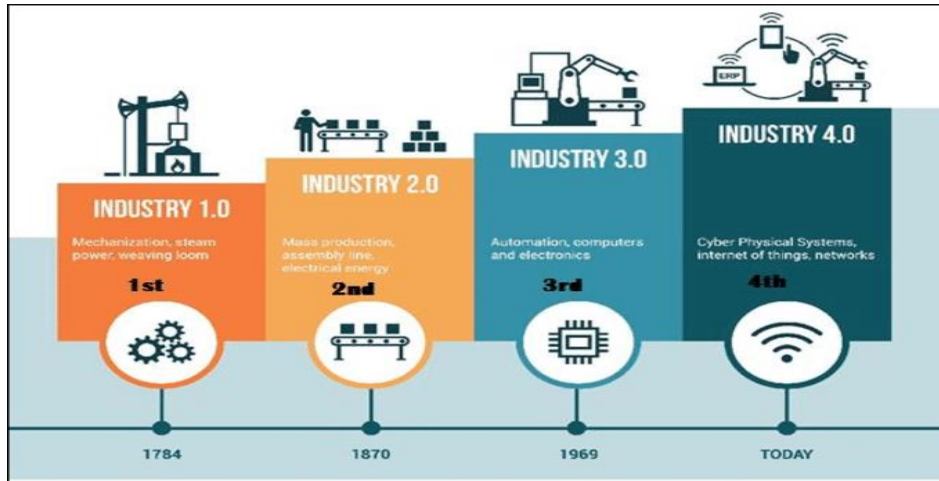 ERP
INDUSTRY 1.0
Mechanization, steam
power, weaving loom
1st
INDUSTRY 2.0
Mass production,
assembly line,
electrical energy
2nd
INDUSTRY 3.0
Automation, computers
and electronics
3rd
INDUSTRY 4.0
Cyber Physical Systems,
internet of things, networks
4th
1784
1870
1969
TODAY